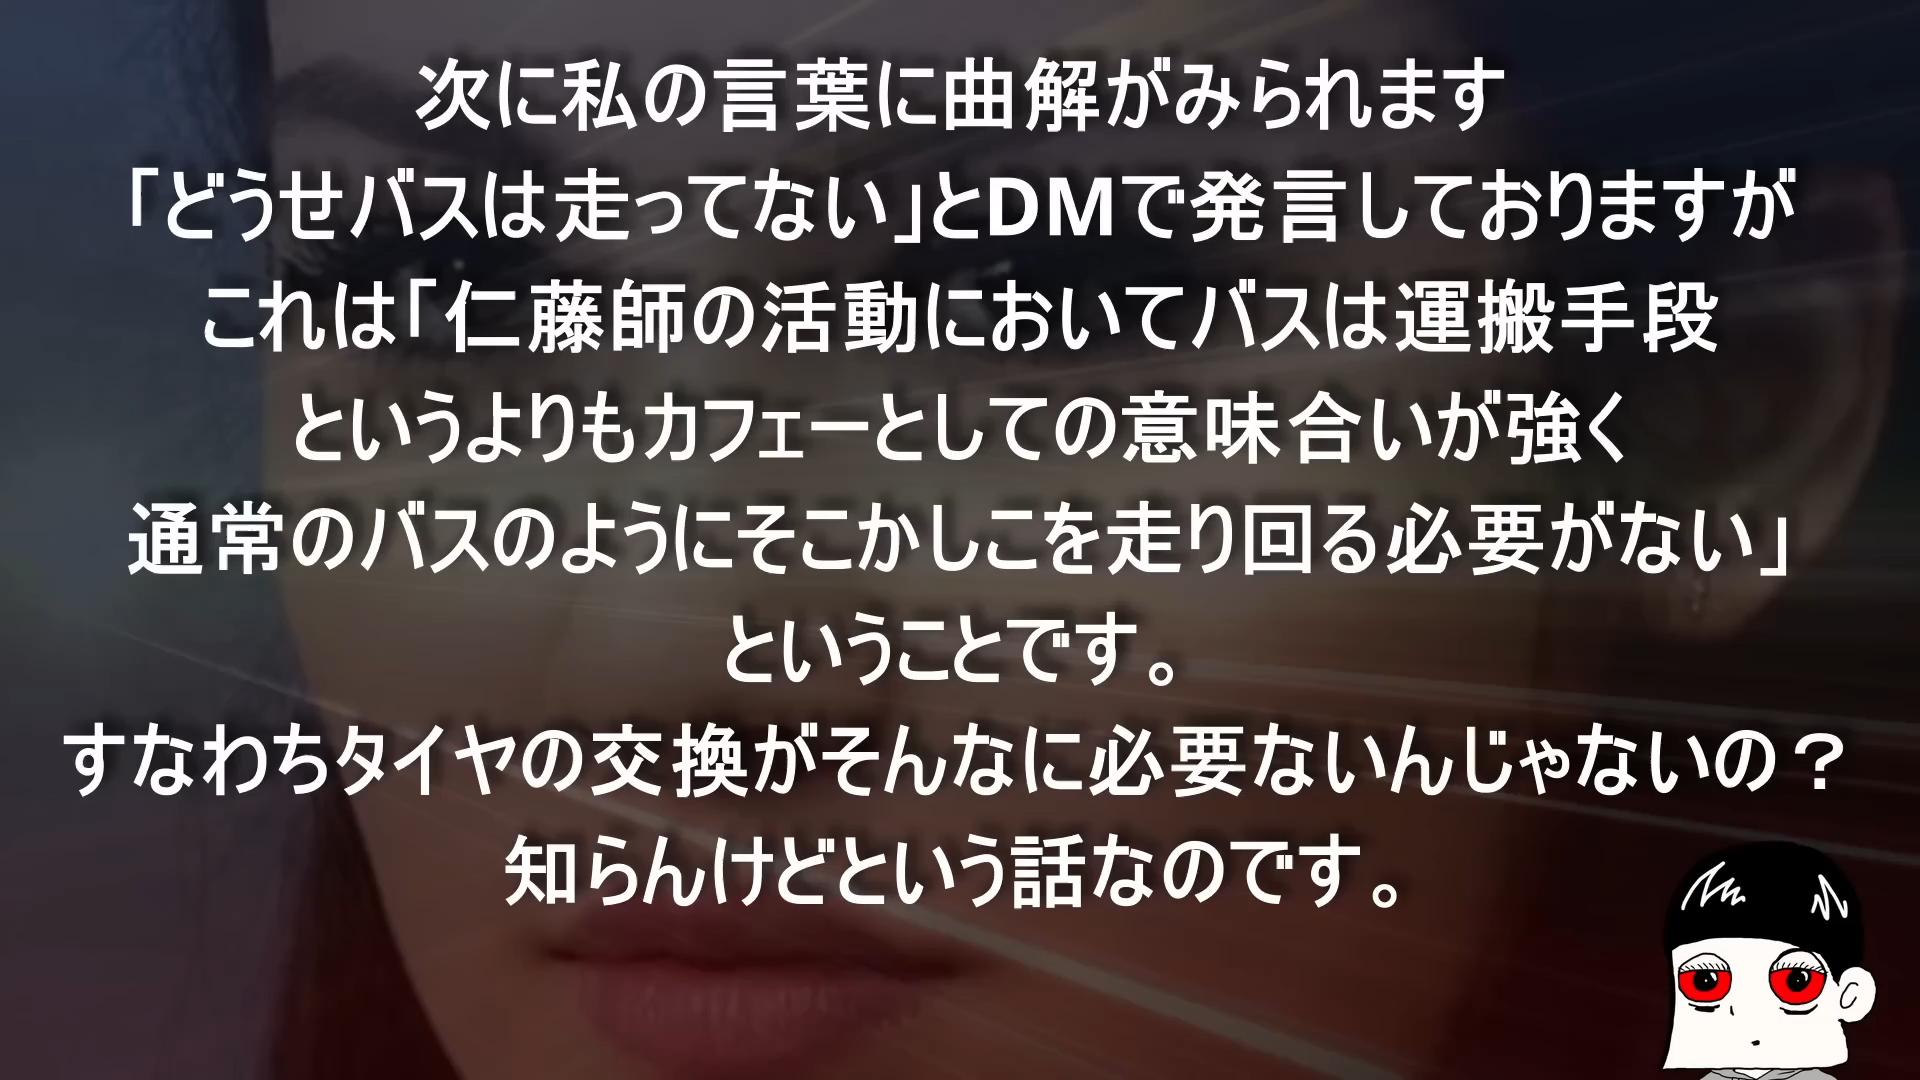 次に私の言葉に曲解がみられます
「どうせバスは走ってない」とDMで発言しておりますが
これは「仁藤師の活動においてバスは運搬手段
というよりもカフェーとしての意味合いが強く
通常のバスのようにそこかしこを走り回る必要がない」
ということです。
すなわちタイヤの交換がそんなに必要ないんじゃないの？
知らんけどという話なのです。